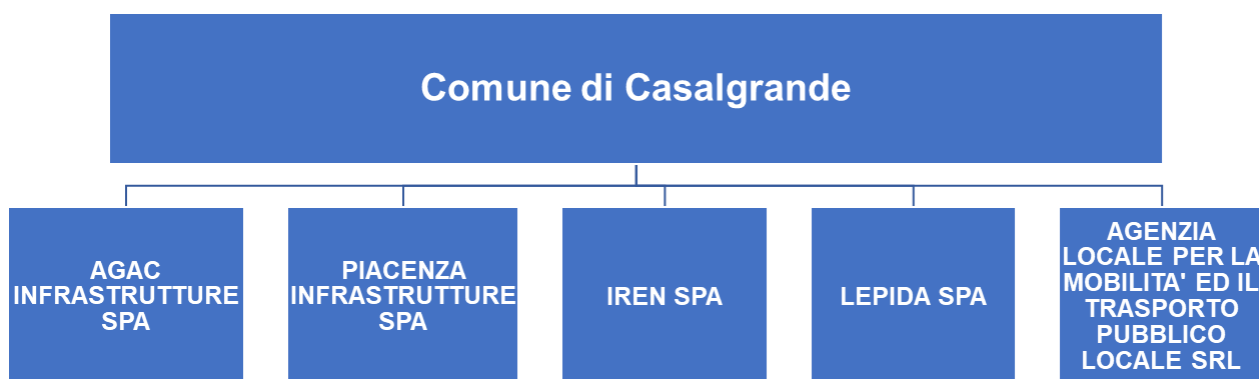 Comune di Casalgrande
AGAC
INFRASTRUTTURE
SPA
PIACENZA
INFRASTRUTTURE
SPA
IREN SPA
LEPIDA SPA
AGENZIA
LOCALE PER LA
MOBILITA' ED IL
TRASPORTO
PUBBLICO
LOCALE SRL